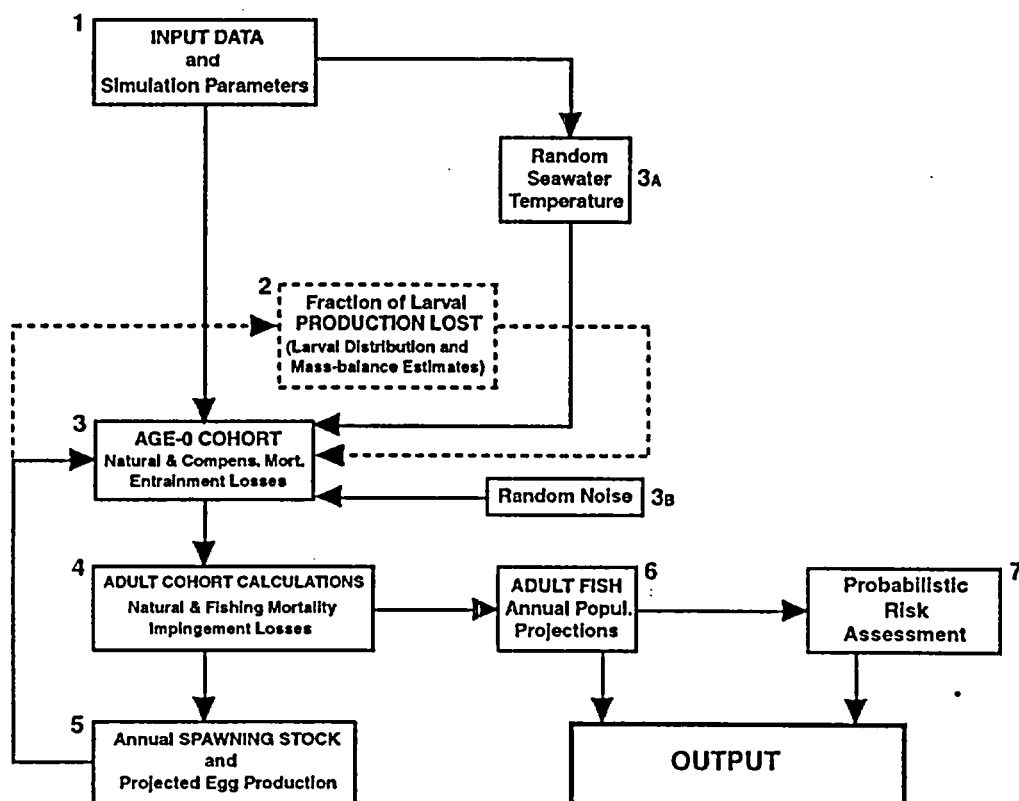 1
INPUT DATA
and
Simulation Parameters
Random
Seawater
Temperature
3A
2
Fraction of Larval
PRODUCTION LOST
(Larval Distribution and
Mass-balance Estimates)
3
AGE-0 COHORT
Natural & Compens. Mort.
Entrainment Losses
Random Noise
3B
4
ADULT COHORT CALCULATIONS
Natural & Fishing Mortality
Impingement Losses
6
ADULT FISH
Annual Popul.
Projections
7
Probabilistic
Risk
Assessment
5
Annual SPAWNING STOCK
and
Projected Egg Production
OUTPUT